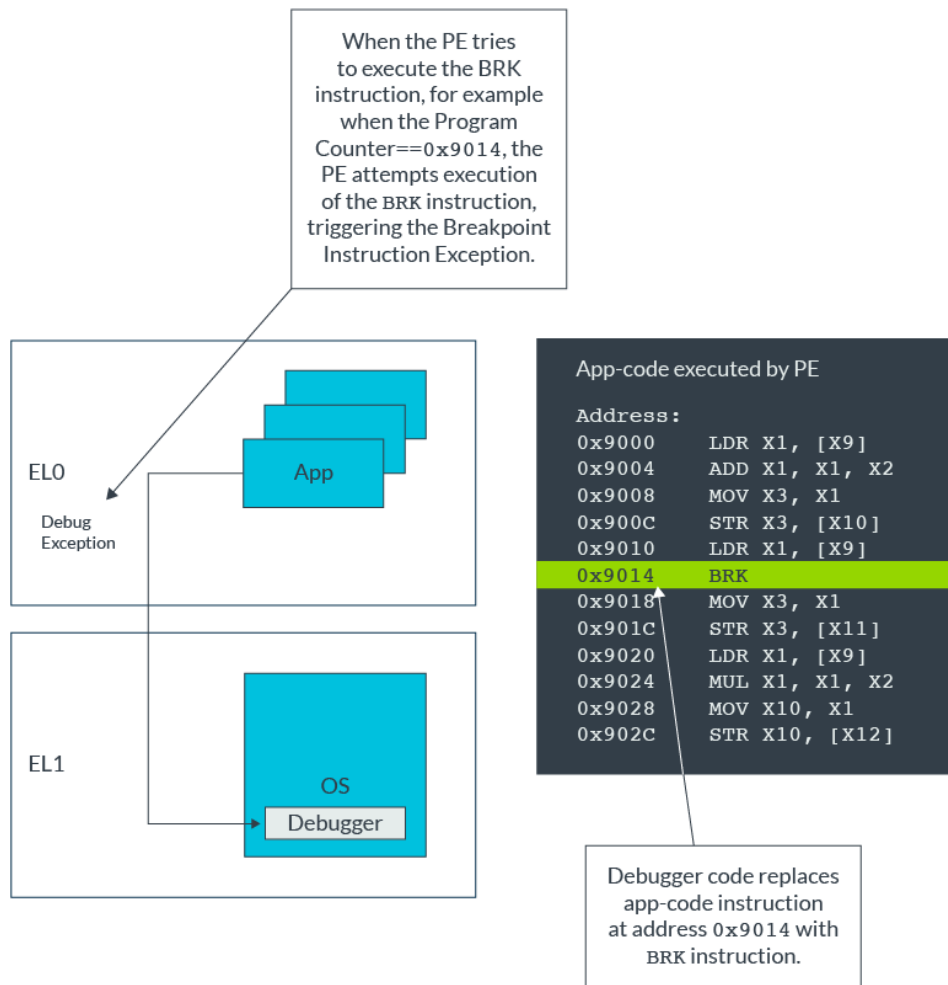 When the PE tries
to execute the BRK
instruction, for example
when the Program
Counter==0x9014, the
PE attempts execution
of the BRK instruction,
triggering the Breakpoint
Instruction Exception.
EL0
App
Debug
Exception
EL1
OS
Debugger
App-code executed by PE
Address:
0x9000 LDR X1, [X9]
0x9004 ADD X1, X1, X2
0x9008 MOV X3, X1
0x900C STR X3, [X10]
0x9010 LDR X1, [X9]
0x9014 BRK
0x9018 MOV X3, X1
0x901C STR X3, [X11]
0x9020 LDR X1, [X9]
0x9024 MUL X1, X1, X2
0x9028 MOV X10, X1
0x902C STR X10, [X12]
Debugger code replaces
app-code instruction
at address 0x9014 with
BRK instruction.